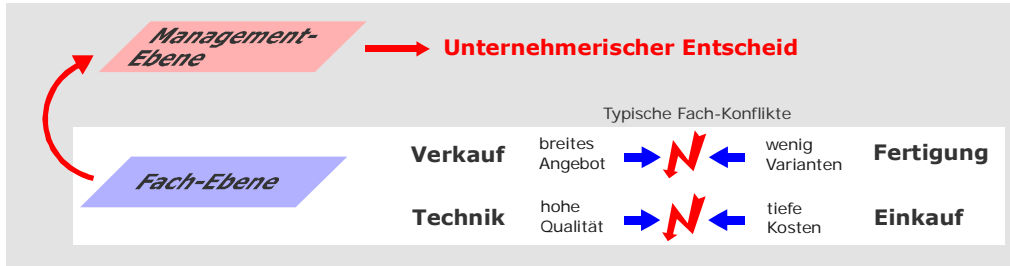 Management-
Ebene
Unternehmerischer Entscheid
Typische Fach-Konflikte
Verkauf
breites
Angebot
wenig
Varianten
Fertigung
Fach-Ebene
Technik
hohe
Qualität
tiefe
Kosten
Einkauf